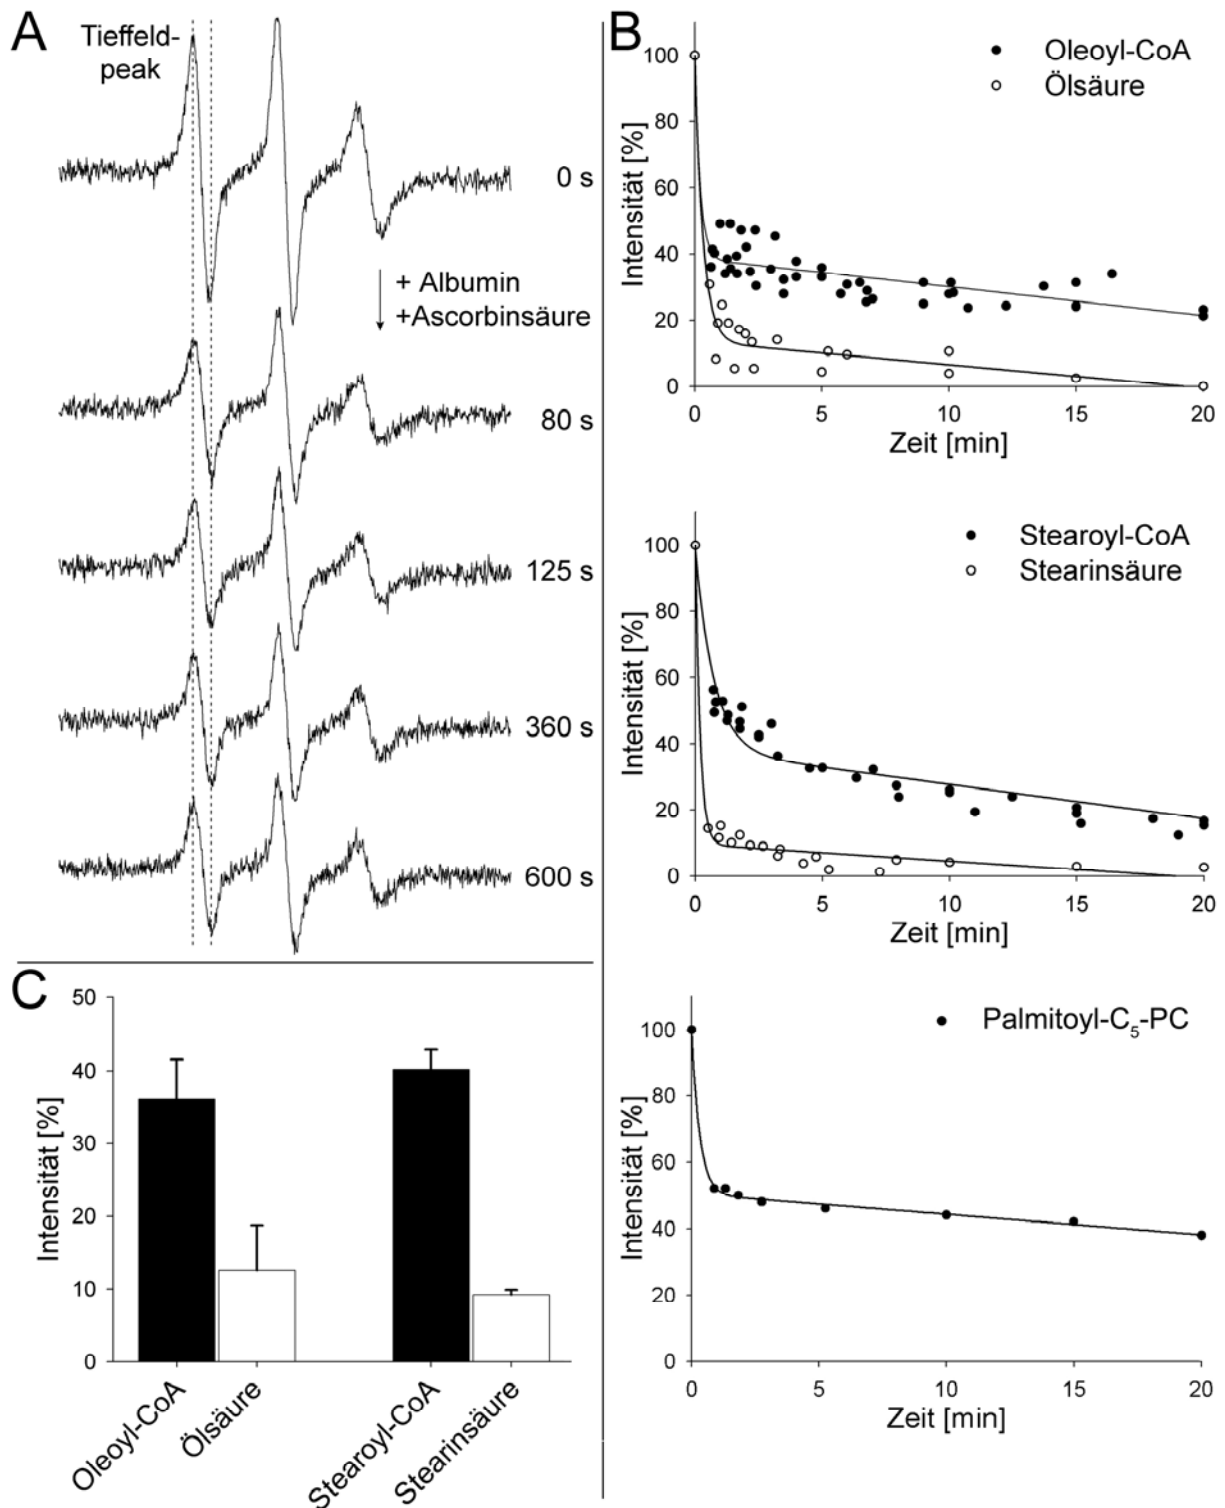 A
Tieffeld-
peak
0 s
+ Albumin
+Ascorbinsäure
80 s
125 s
360 s
600 s
B
Oleoyl-CoA
Ölsäure
Intensität [%]
100
80
60
40
20
0
0 5 10 15 20
Zeit [min]
Stearoyl-CoA
Stearinsäure
Intensität [%]
100
80
60
40
20
0
0 5 10 15 20
Zeit [min]
Palmitoyl-C₅-PC
Intensität [%]
100
80
60
40
20
0
0 5 10 15 20
Zeit [min]
C
Intensität [%]
50
40
30
20
10
0
Oleoyl-CoA
Ölsäure
Stearoyl-CoA
Stearinsäure